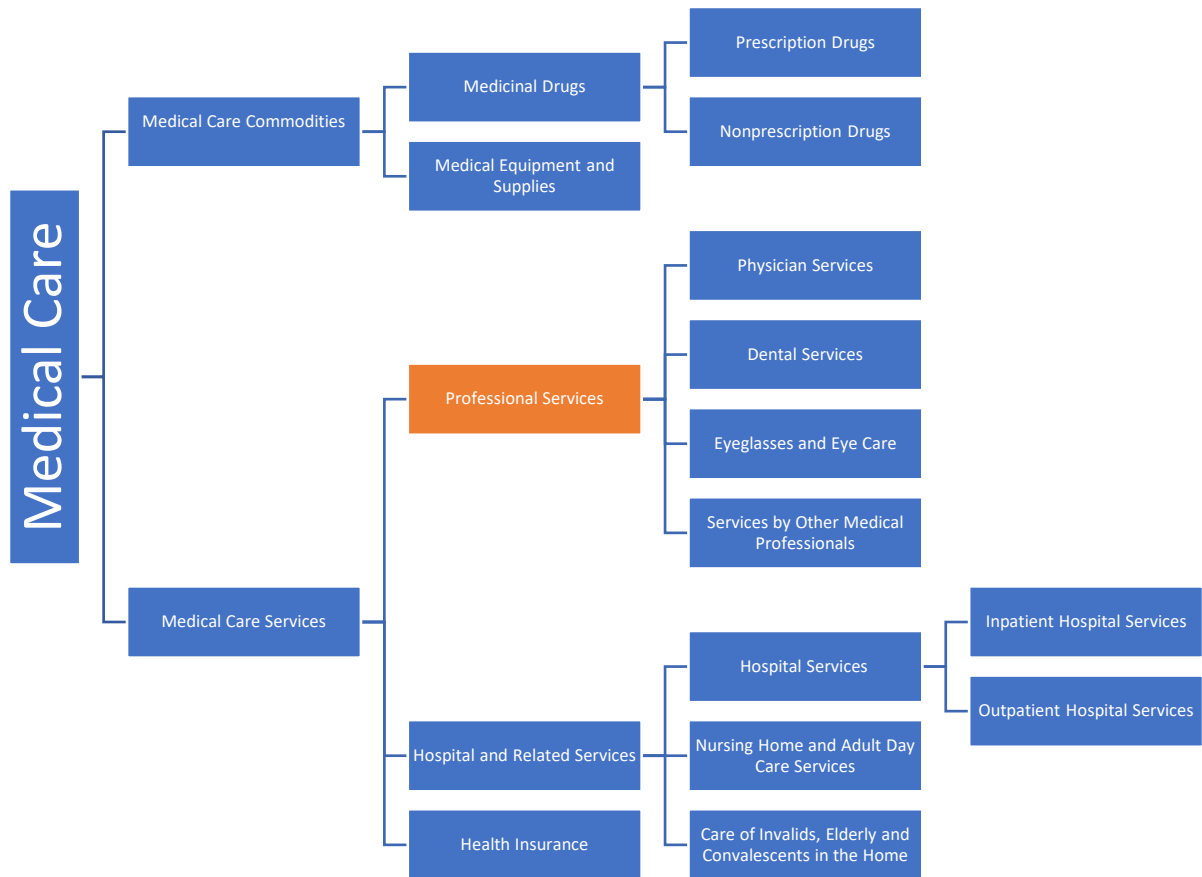 Medical Care
Medical Care Commodities
Medicinal Drugs
Prescription Drugs
Nonprescription Drugs
Medical Equipment and
Supplies
Medical Care Services
Professional Services
Physician Services
Dental Services
Eyeglasses and Eye Care
Services by Other Medical
Professionals
Hospital and Related Services
Hospital Services
Inpatient Hospital Services
Outpatient Hospital Services
Nursing Home and Adult Day
Care Services
Care of Invalids, Elderly and
Convalescents in the Home
Health Insurance